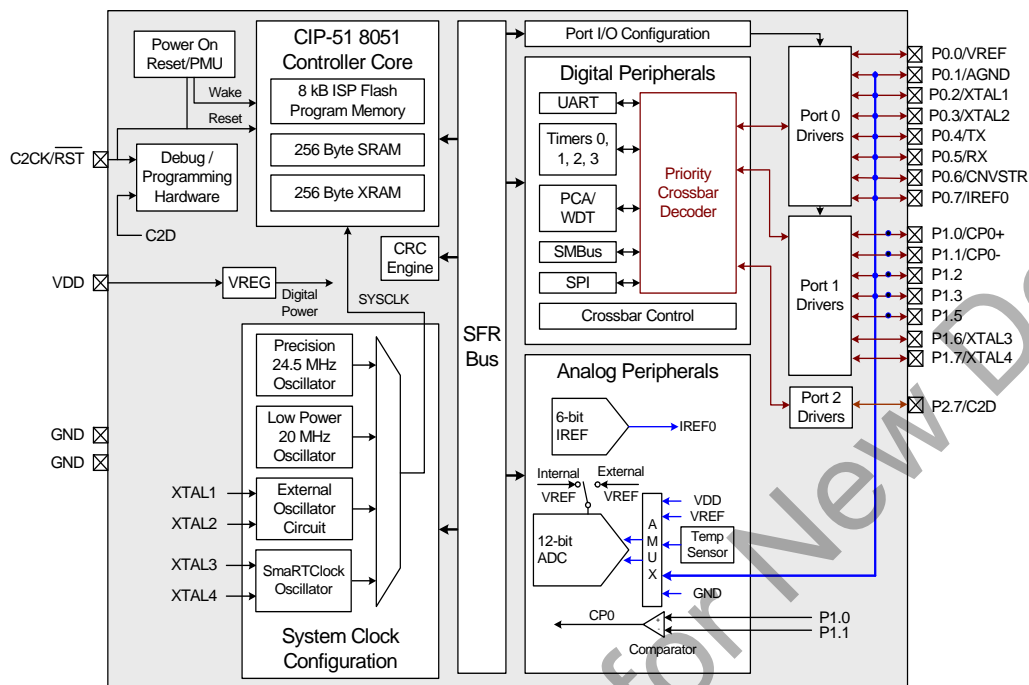 Power On
Reset/PMU
Wake
Reset
C2CK/RST
Debug /
Programming
Hardware
C2D
VDD
VREG
Digital
Power
GND
GND
XTAL1
XTAL2
XTAL3
XTAL4
CIP-51 8051
Controller Core
8 kB ISP Flash
Program Memory
256 Byte SRAM
256 Byte XRAM
CRC
Engine
SYSCLK
Precision
24.5 MHz
Oscillator
Low Power
20 MHz
Oscillator
External
Oscillator
Circuit
SmaRTClock
Oscillator
System Clock
Configuration
SFR
Bus
Port I/O Configuration
Digital Peripherals
UART
Timers 0,
1, 2, 3
PCA/
WDT
SMBus
SPI
Priority
Crossbar
Decoder
Crossbar Control
Analog Peripherals
6-bit
IREF
IREF0
Internal
VREF
External
VREF
12-bit
ADC
A
M
U
X
VDD
VREF
Temp
Sensor
GND
CP0
+
-
Comparator
P1.0
P1.1
Port 0
Drivers
Port 1
Drivers
Port 2
Drivers
P0.0/VREF
P0.1/AGND
P0.2/XTAL1
P0.3/XTAL2
P0.4/TX
P0.5/RX
P0.6/CNVSTR
P0.7/IREF0
P1.0/CP0+
P1.1/CP0-
P1.2
P1.3
P1.5
P1.6/XTAL3
P1.7/XTAL4
P2.7/C2D
for New De